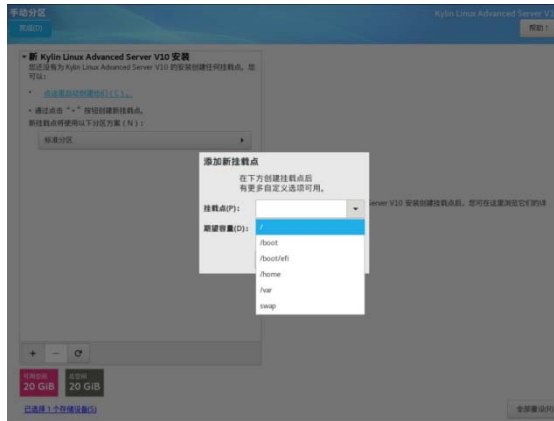 手动分区
Kylin Linux Advanced Server V1
完成(D)
帮助!
新 Kylin Linux Advanced Server V10 安装
您还没有为 Kylin Linux Advanced Server V10 的安装创建任何挂载点。您
可以:
点这里自动创建他们(C)。
通过点击“+”按钮创建新挂载点。
新挂载点将使用以下分区方案(N):
标准分区
添加新挂载点
在下方创建挂载点后
有更多自定义选项可用。
挂载点(P):
erver V10 安装创建挂载点后,您可在这里浏览它们的详
期望容量(D):
/
/boot
/boot/efi
/home
/var
swap
+ - 
可用空间
20 GiB
总空间
20 GiB
已选择 1 个存储设备(S)
全部重设(R)